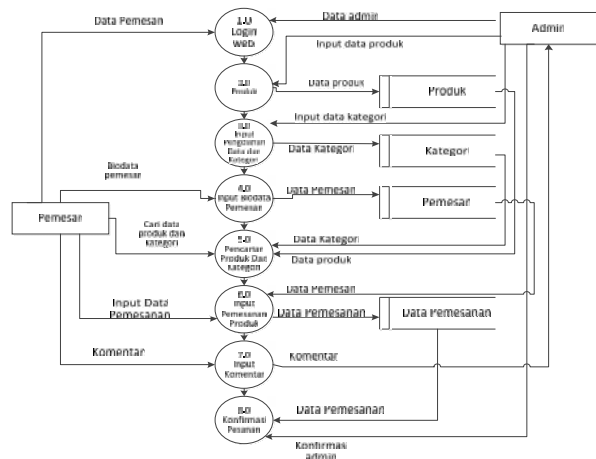 Data Pemesan
1.0
Login
web
Data admin
Admin
Input data produk
2.0
Produk
Data produk
Produk
Input data kategori
3.0
Input
Pengolahan
Data dan
Kategori
Data Kategori
Kategori
Biodata
pemesan
4.0
Input Biodata
Pemesan
Data Pemesan
Pemesan
Pemesan
Cari data
produk dan
kategori
5.0
Pencarian
Produk Dan
Kategori
Data Kategori
Data produk
Data Pemesan
6.0
Input
Pemesanan
Produk
Input Data
Pemesanan
Data Pemesanan
Data Pemesanan
Komentar
7.0
Input
Komentar
Komentar
8.0
Konfirmasi
Pesanan
Data Pemesanan
Konfirmasi
admin